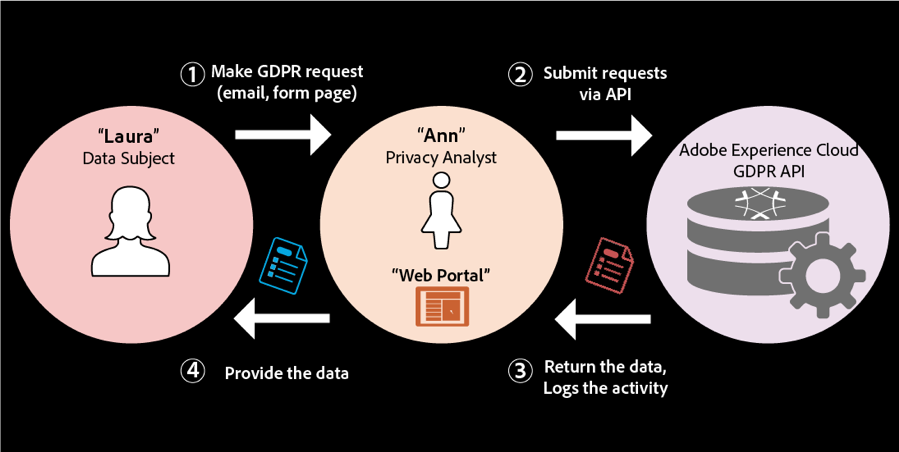 ① Make GDPR request
(email, form page)
② Submit requests
via API
“Laura”
Data Subject
“Ann”
Privacy Analyst
Adobe Experience Cloud
GDPR API
“Web Portal”
④ Provide the data
③ Return the data,
Logs the activity